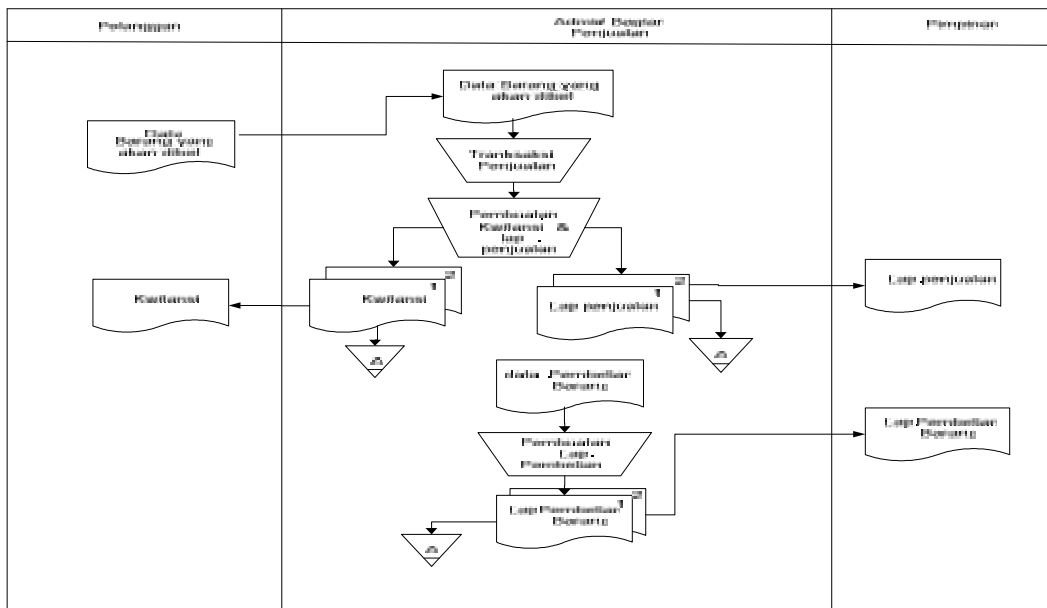 Pelanggan
Admin Bagian
Penjualan
Pimpinan
Data Barang yang
akan dibeli
Data
Barang yang
akan dibeli
Tranksaksi
Penjualan
Pembuatan
Kwitansi &
lap.
penjualan
2
1
Kwitansi
Kwitansi
2
1
Lap penjualan
Lap.penjualan
A
A
data Pembelian
Barang
Lap.Pembelian
Barang
Pembuatan
Lap.
Pembelian
2
1
Lap Pembelian
Barang
A